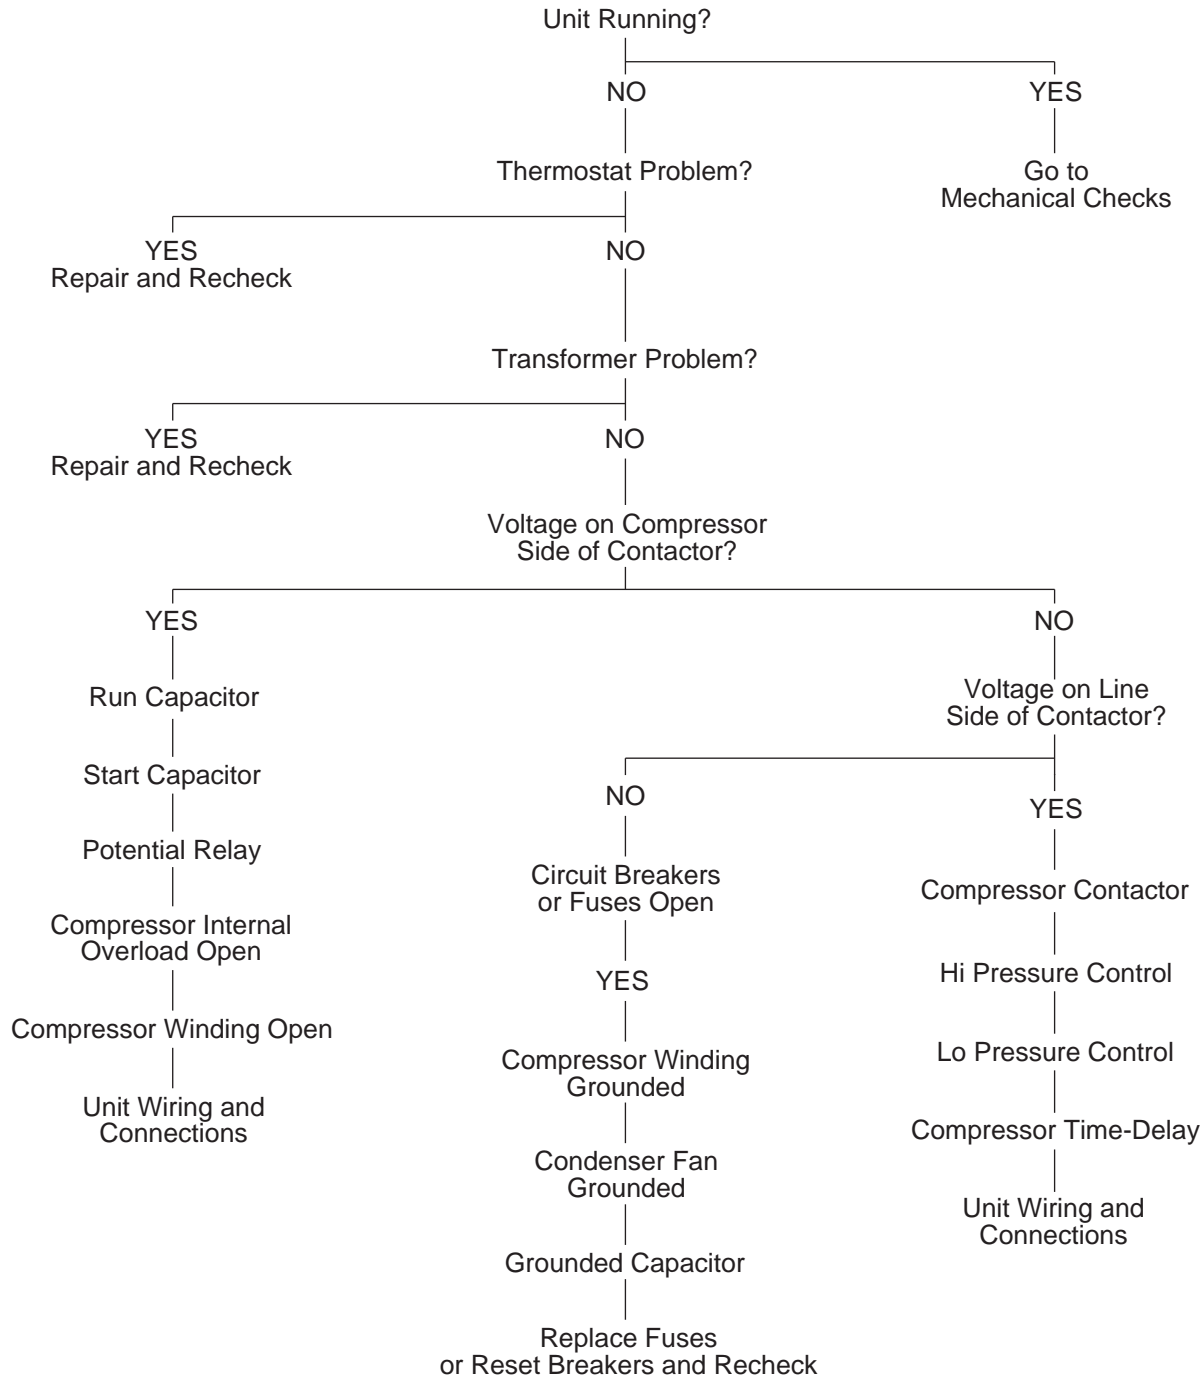 Unit Running?
NO
YES
Thermostat Problem?
Go to
Mechanical Checks
YES
Repair and Recheck
NO
Transformer Problem?
YES
Repair and Recheck
NO
Voltage on Compressor
Side of Contactor?
YES
NO
Run Capacitor
Start Capacitor
Potential Relay
Compressor Internal
Overload Open
Compressor Winding Open
Unit Wiring and
Connections
Voltage on Line
Side of Contactor?
NO
YES
Circuit Breakers
or Fuses Open
YES
Compressor Winding
Grounded
Condenser Fan
Grounded
Grounded Capacitor
Replace Fuses
or Reset Breakers and Recheck
Compressor Contactor
Hi Pressure Control
Lo Pressure Control
Compressor Time-Delay
Unit Wiring and
Connections